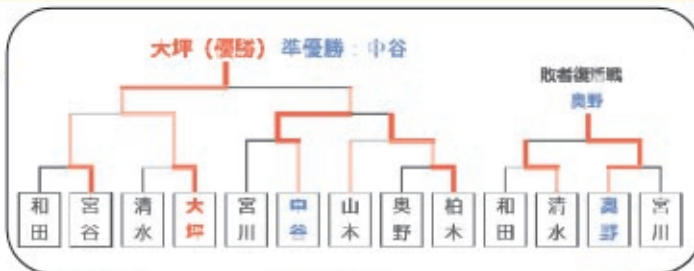 大坪（優勝）準優勝：中谷
敗者復活戦
奥野
和田
宮谷
清水
大坪
宮川
中谷
山本
奥野
柏木
和田
清水
奥野
宮川